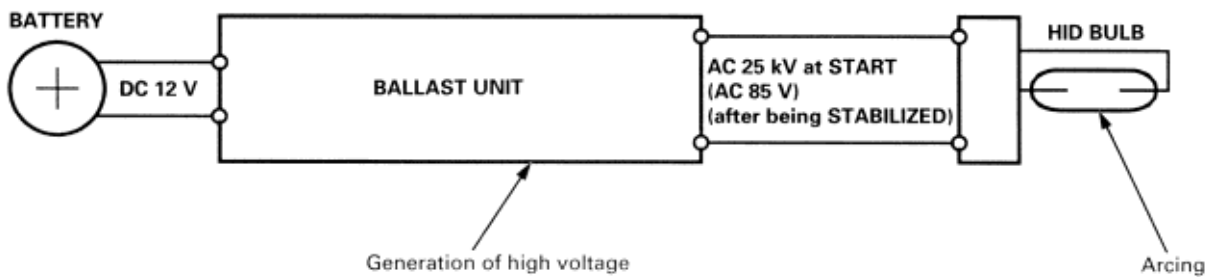 BATTERY
DC 12 V
BALLAST UNIT
AC 25 kV at START
(AC 85 V)
(after being STABILIZED)
HID BULB
Generation of high voltage
Arcing